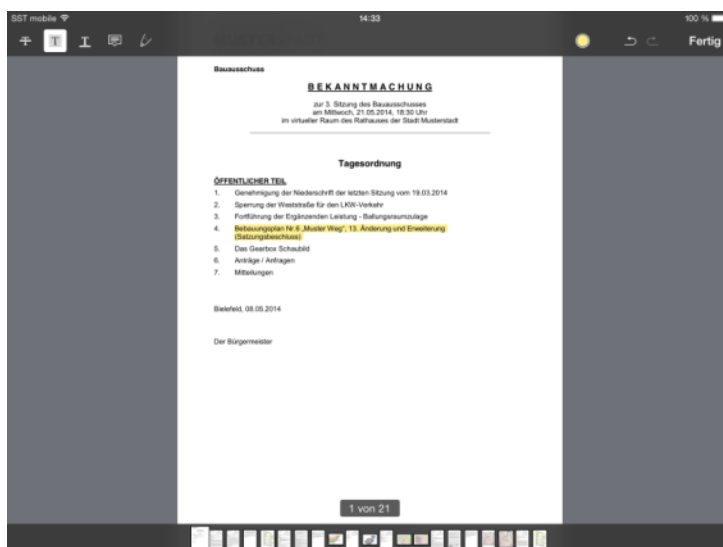 SST mobile
14:33
100 %
Fertig
Bauausschuss
BEKANNTMACHUNG
zur 3. Sitzung des Bauausschusses
am Mittwoch, 21.05.2014, 18:30 Uhr
im virtueller Raum des Rathauses der Stadt Musterstadt
Tagesordnung
ÖFFENTLICHER TEIL
1. Genehmigung der Niederschrift der letzten Sitzung vom 19.03.2014
2. Sperrung der Weststraße für den LKW-Verkehr
3. Fortführung der Ergänzenden Leistung - Ballungsraumzulage
4. Bebauungsplan Nr.6 „Muster Weg", 13. Änderung und Erweiterung
(Satzungsbeschluss)
5. Das Gearbox Schaubild
6. Anträge / Anfragen
7. Mitteilungen
Bielefeld, 08.05.2014
Der Bürgermeister
1 von 21